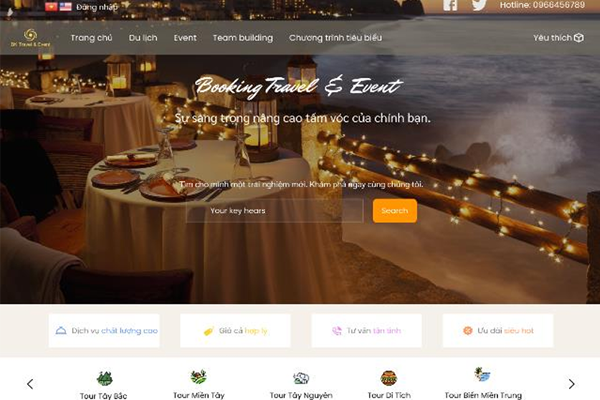 Đăng nhập
Hotline: 0966456789
BK Travel & Event
Trang chủ
Du lịch
Event
Team building
Chương trình tiêu biểu
Yêu thích
Booking Travel & Event
Sự sang trọng nâng cao tầm vóc của chính bạn.
Tìm cho mình một trải nghiệm mới. Khám phá ngay cùng chúng tôi.
Your key hears
Search
Dịch vụ chất lượng cao
Giá cả hợp lý
Tư vấn tận tình
Ưu đãi siêu hot
Tour Tây Bắc
Tour Miền Tây
Tour Tây Nguyên
Tour Di Tích
Tour Biển Miền Trung